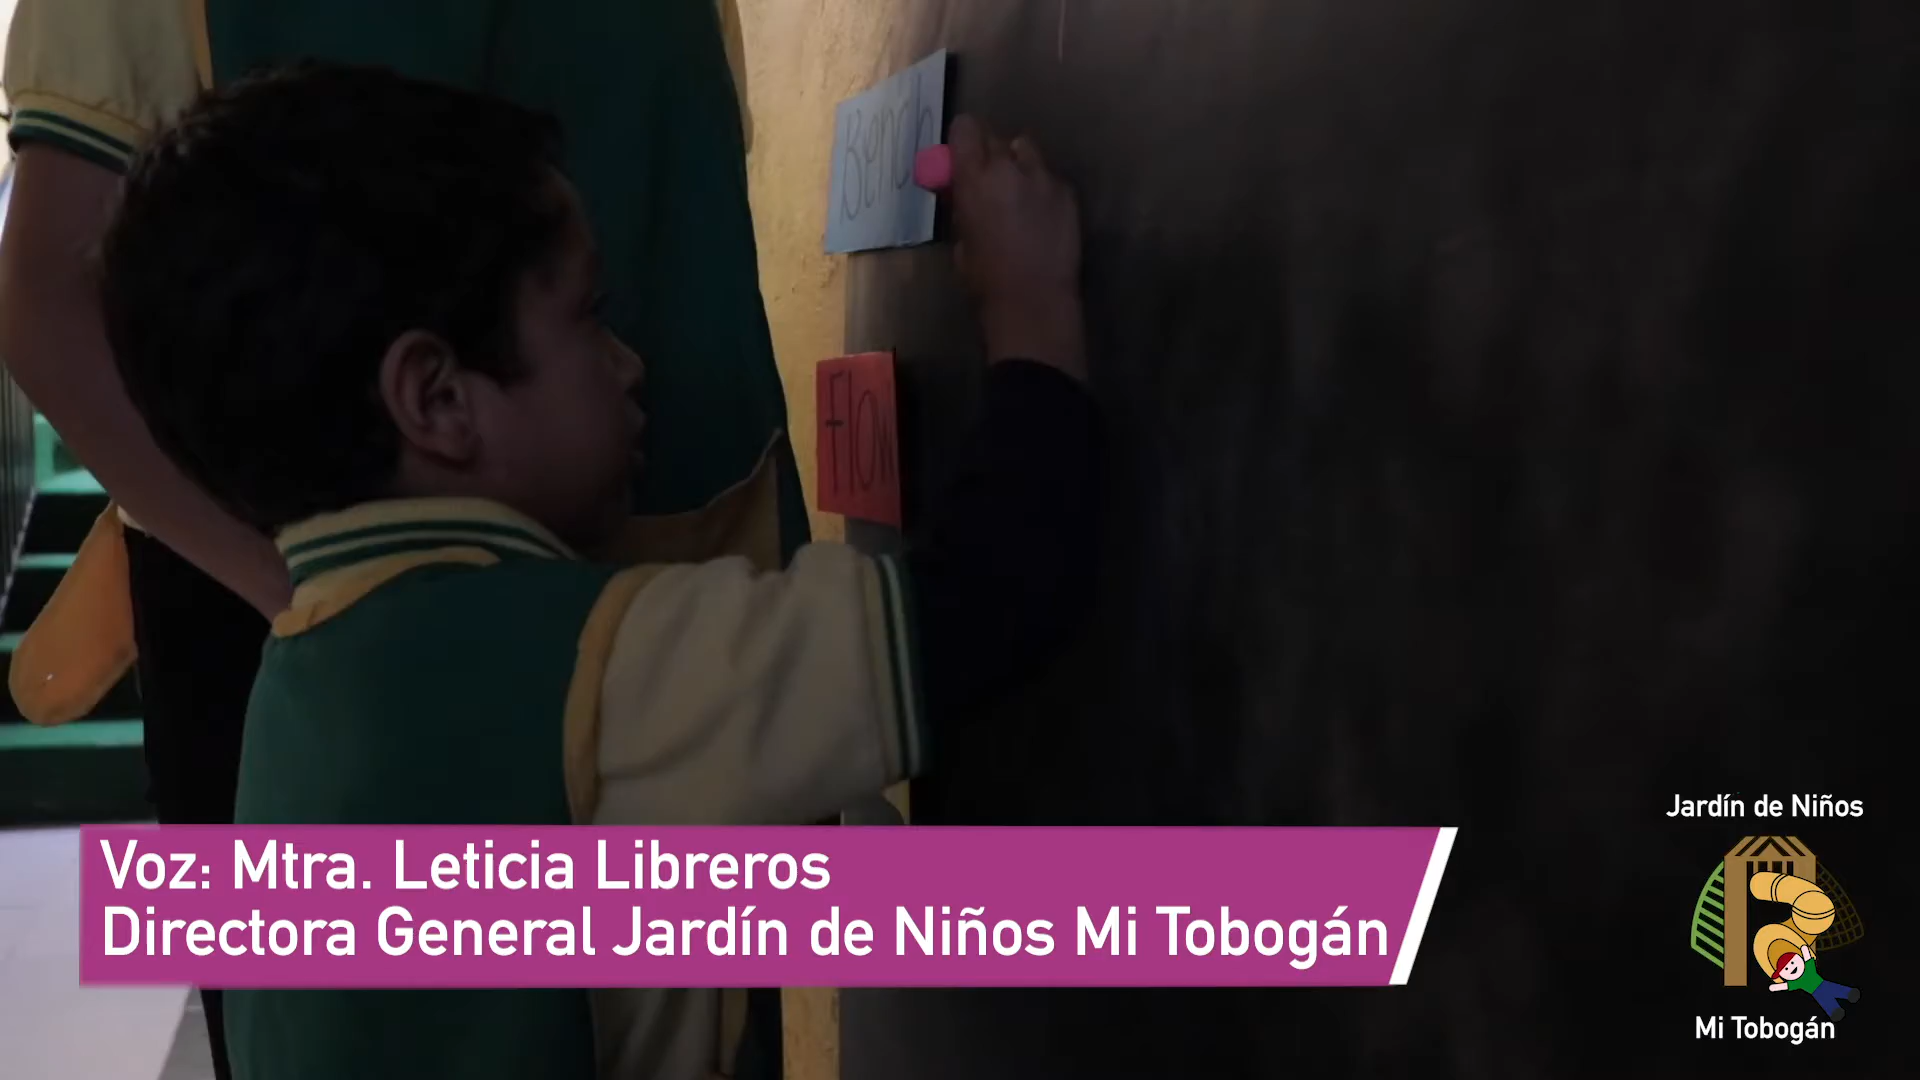 Bench
Flow
Voz: Mtra. Leticia Libreros
Directora General Jardín de Niños Mi Tobogán
Jardín de Niños
Mi Tobogán